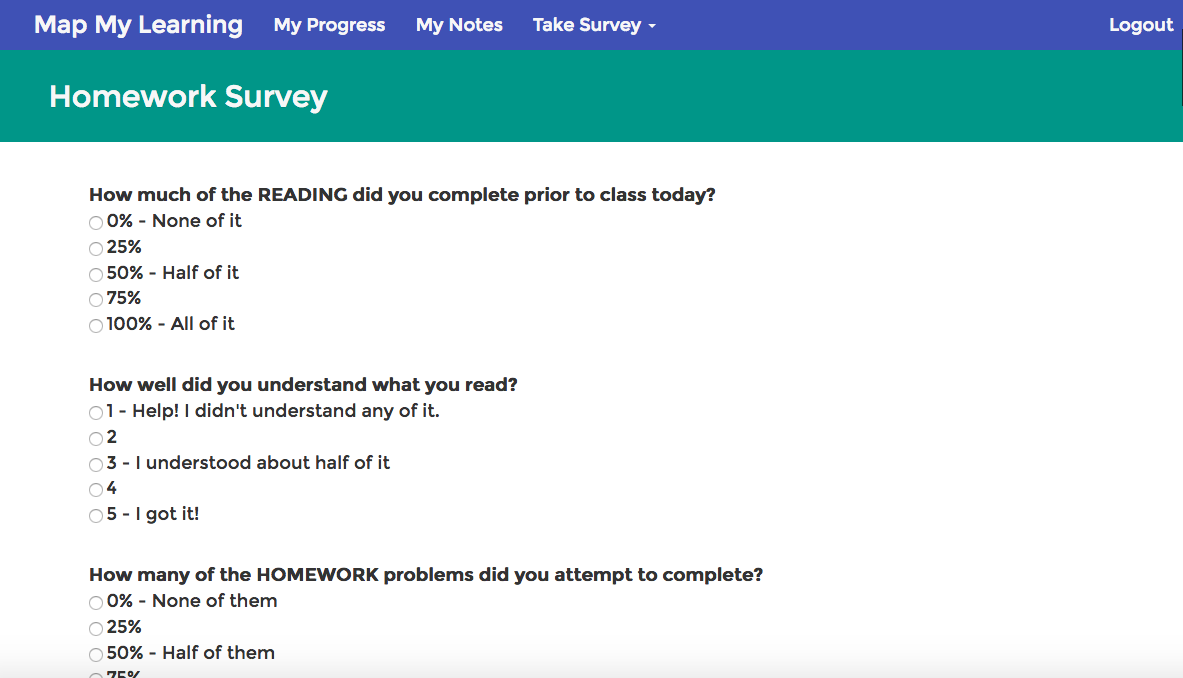 Map My Learning My Progress My Notes Take Survey Logout
Homework Survey
How much of the READING did you complete prior to class today?
0% - None of it
25%
50% - Half of it
75%
100% - All of it
How well did you understand what you read?
1 - Help! I didn't understand any of it.
2
3 - I understood about half of it
4
5 - I got it!
How many of the HOMEWORK problems did you attempt to complete?
0% - None of them
25%
50% - Half of them
75%